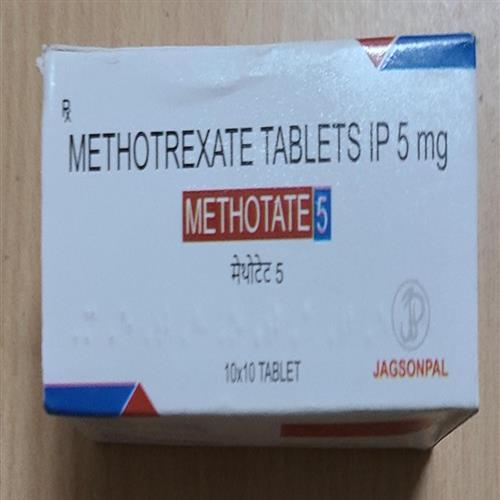 ℞
METHOTREXATE TABLETS IP 5 mg
METHOTATE 5
मेथोटेट 5
JP
10x10 TABLET
JAGSONPAL